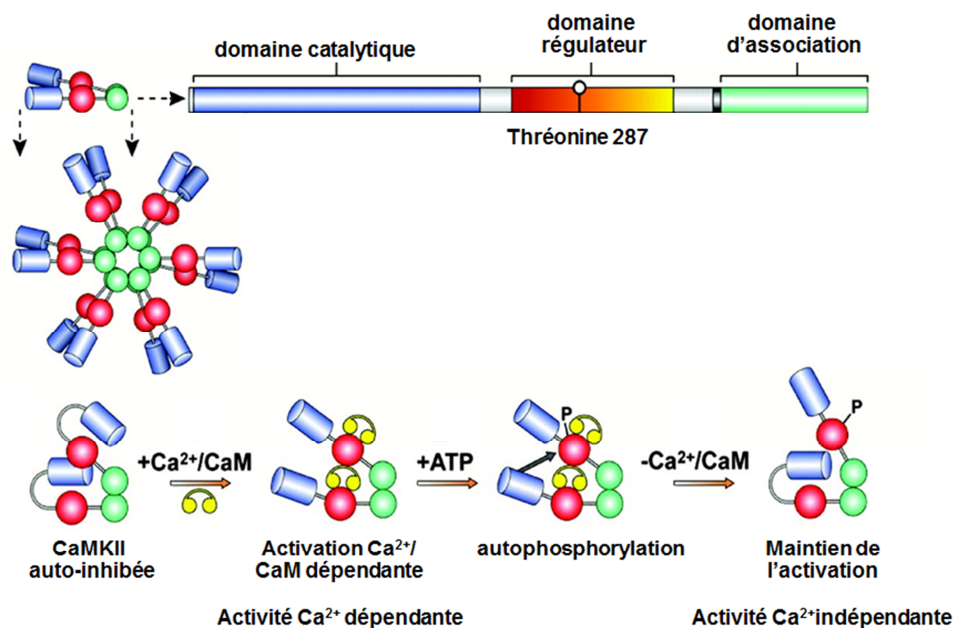 domaine catalytique
domaine
régulateur
domaine
d'association
Thréonine 287
+Ca²⁺/CaM
+ATP
P
-Ca²⁺/CaM
P
CaMKII
auto-inhibée
Activation Ca²⁺/
CaM dépendante
autophosphorylation
Maintien de
l'activation
Activité Ca²⁺ dépendante
Activité Ca²⁺indépendante